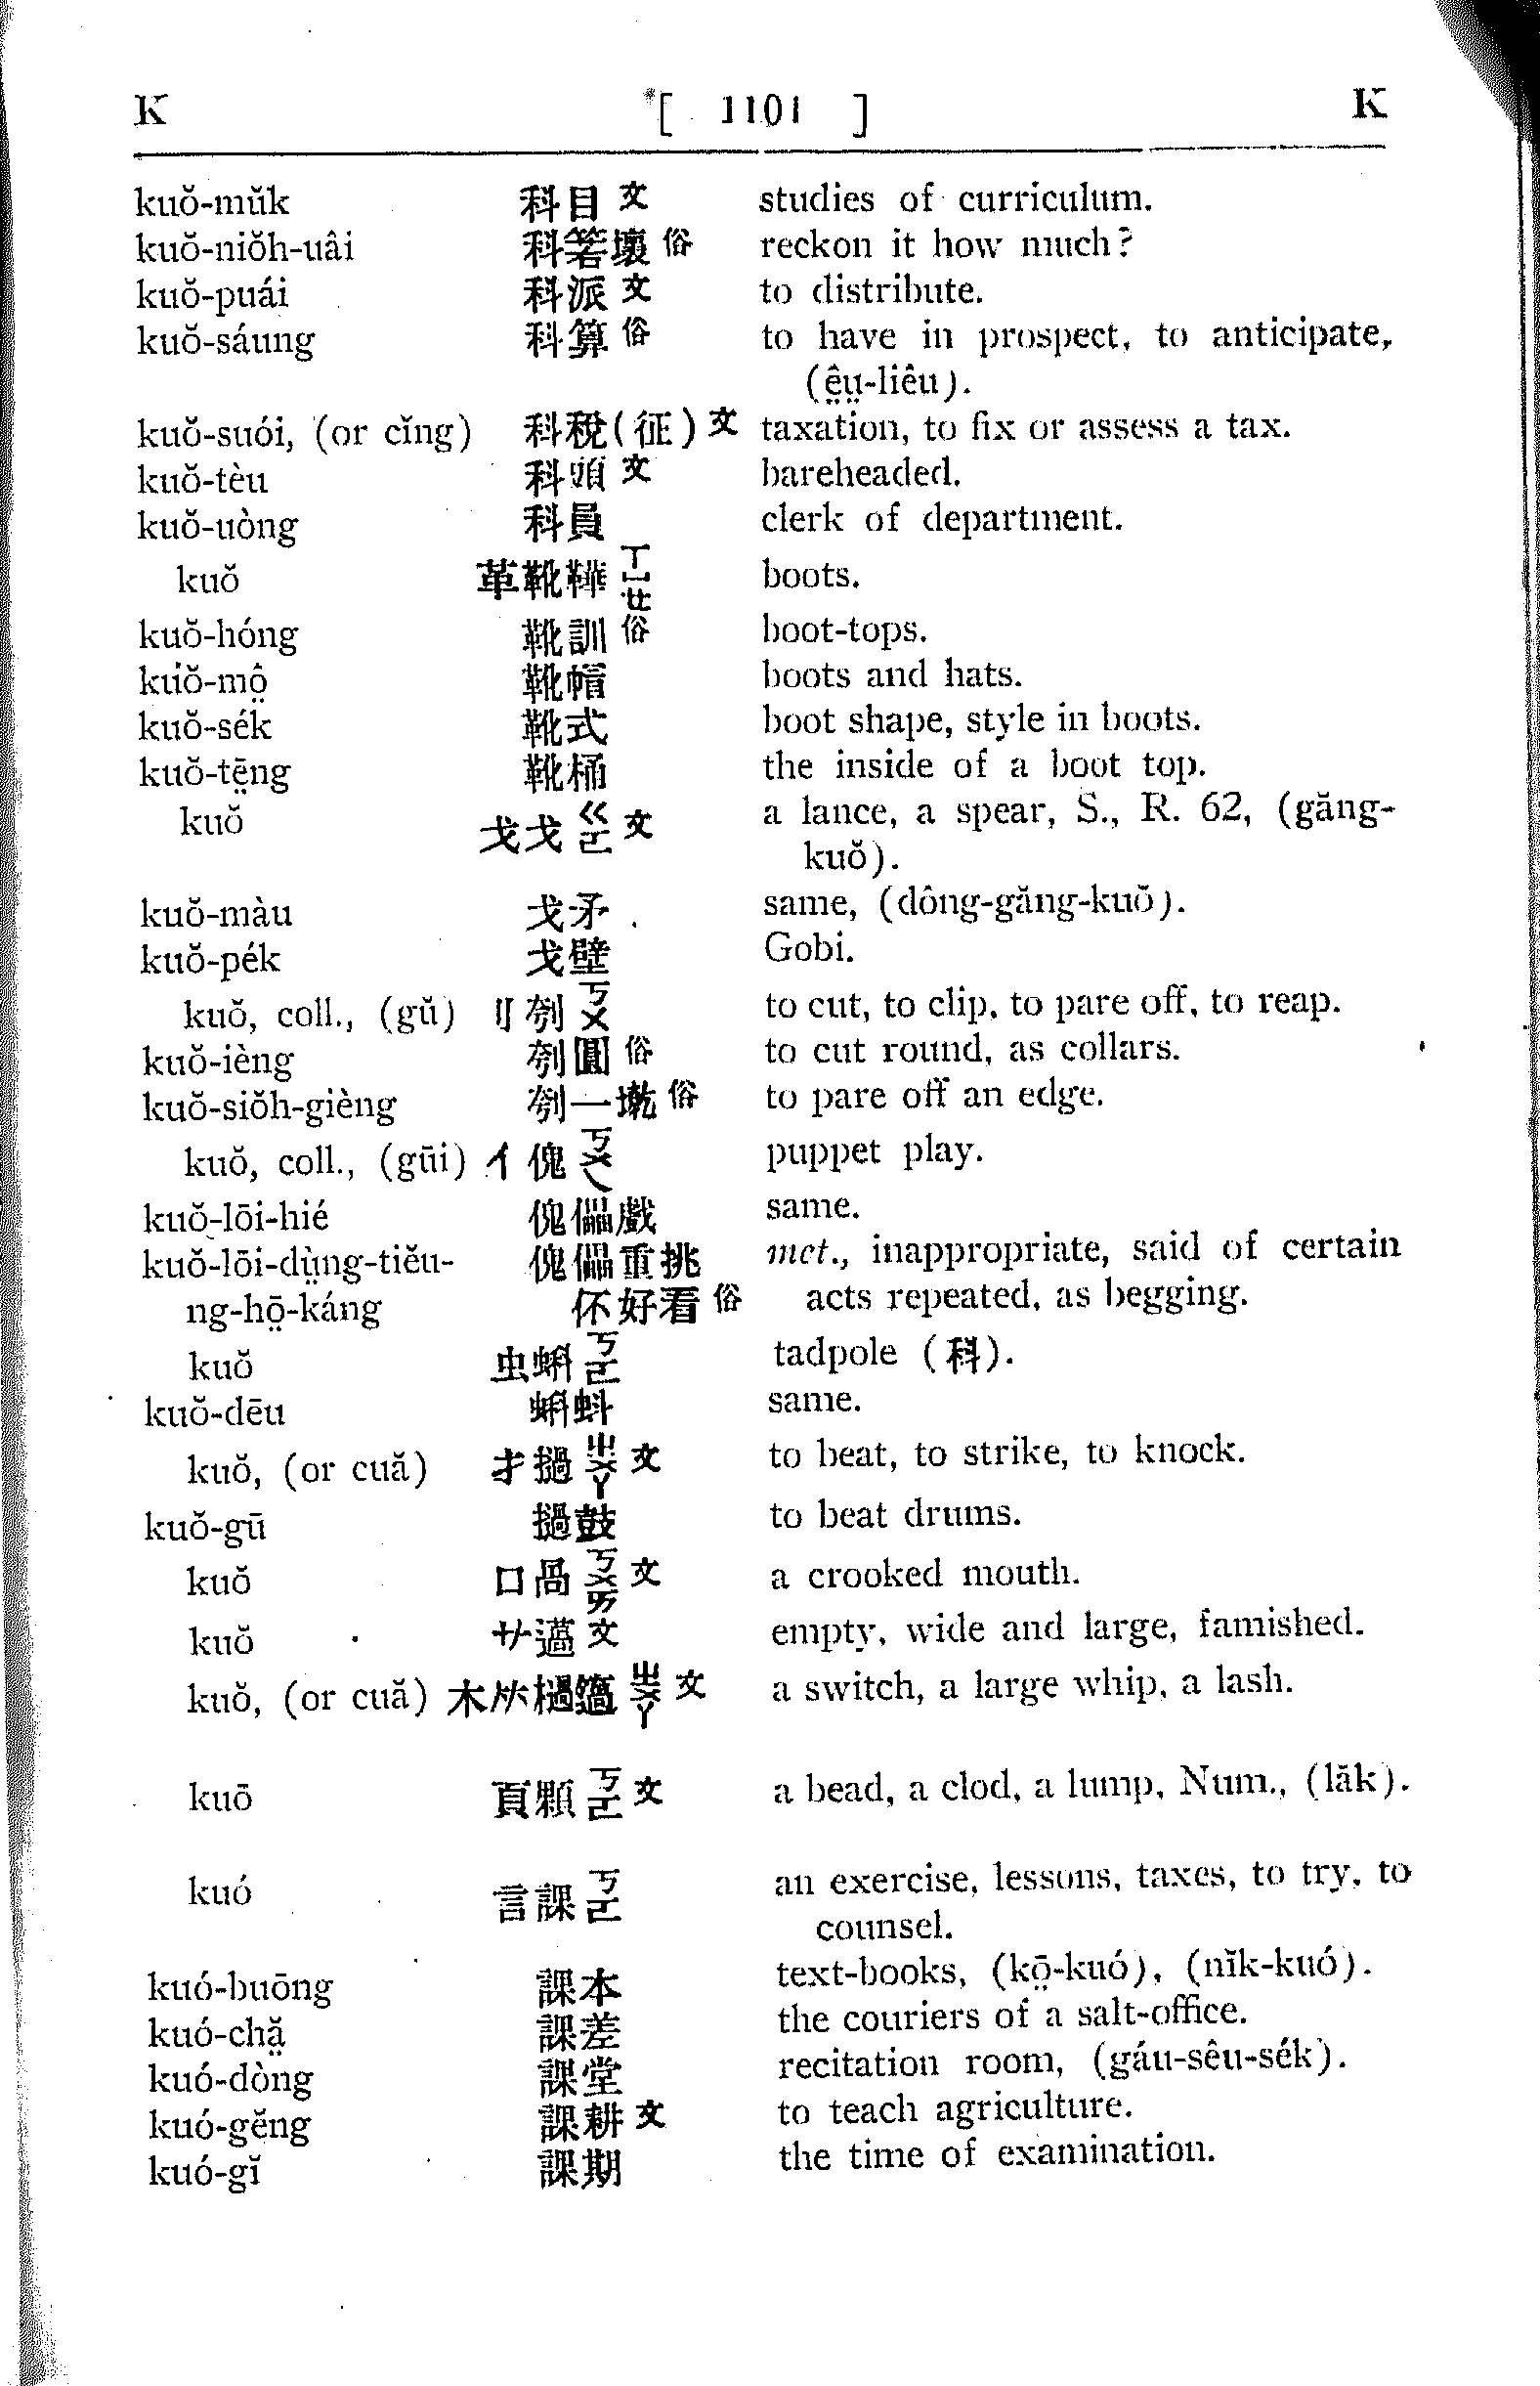 K [ 1101 ] K
kuŏ-mŭk 科目 文 studies of curriculum.
kuŏ-niŏh-uâi 科箬壞 俗 reckon it how much?
kuŏ-puái 科派 文 to distribute.
kuŏ-sáung 科算 俗 to have in prospect, to anticipate,
(ê̤ṳ-liêu).
kuŏ-suói, (or cĭng) 科稅(征) 文 taxation, to fix or assess a tax.
kuŏ-tèu 科頭 文 bareheaded.
kuŏ-uòng 科員 clerk of department.
kuŏ 革靴鞾 ㄒㄩㄝ boots.
kuŏ-hóng 靴訓 俗 boot-tops.
kuŏ-mô̤ 靴帽 boots and hats.
kuŏ-sék 靴式 boot shape, style in boots.
kuŏ-tē̤ng 靴桶 the inside of a boot top.
kuŏ 戈戈 ㄍㄛ 文 a lance, a spear, S., R. 62, (găng-
kuŏ).
kuŏ-màu 戈矛 same, (dông-găng-kuŏ).
kuŏ-pék 戈壁 Gobi.
kuŏ, coll., (gŭ) 刂刳 ㄎㄨ to cut, to clip, to pare off, to reap.
kuŏ-ièng 刳圓 俗 to cut round, as collars.
kuŏ-siŏh-gièng 刳一墘 俗 to pare off an edge.
kuŏ, coll., (gūi) 亻傀 ㄎㄨㄟ puppet play.
kuŏ-lōi-hié 傀儡戲 same.
kuŏ-lōi-dṳ̀ng-tiĕu- 傀儡重挑 met., inappropriate, said of certain
ng-hō̤-káng 伓好看 俗 acts repeated, as begging.
kuŏ 虫蝌 ㄎㄛ tadpole (科).
kuŏ-dēu 蝌蚪 same.
kuŏ, (or cuă) 才撾 ㄓㄨㄚ 文 to beat, to strike, to knock.
kuŏ-gū 撾鼓 to beat drums.
kuŏ 口咼 ㄎㄨㄞ 文 a crooked mouth.
kuŏ 艹薖 文 empty, wide and large, famished.
kuŏ, (or cuă) 木𥫗檛簻 ㄓㄨㄚ 文 a switch, a large whip, a lash.
kuō 頁顆 ㄎㄛ 文 a bead, a clod, a lump, Num., (lăk).
kuó 言課 ㄎㄛ an exercise, lessons, taxes, to try, to
counsel.
kuó-buōng 課本 text-books, (kō̤-kuó), (nĭk-kuó).
kuó-chă̤ 課差 the couriers of a salt-office.
kuó-dòng 課堂 recitation room, (gáu-sêu-sék).
kuó-gĕng 課耕 文 to teach agriculture.
kuó-gĭ 課期 the time of examination.